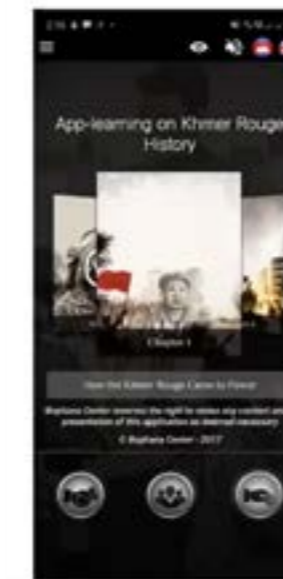 App-learning on Khmer Rouge
History
Chapter 1
How the Khmer Rouge Came to Power
Bophana Center reserves the right to make any content and
presentation of this application as deemed necessary
© Bophana Center - 2017